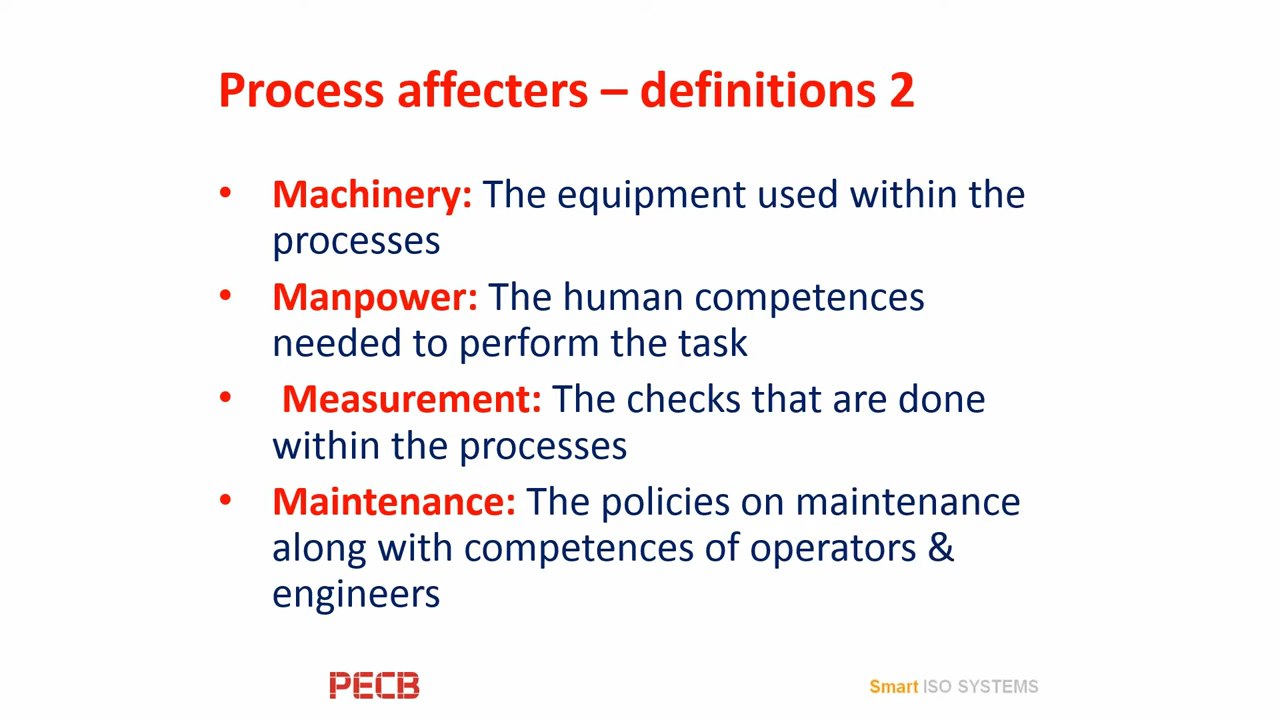 Process affecters – definitions 2
• Machinery: The equipment used within the
processes
• Manpower: The human competences
needed to perform the task
• Measurement: The checks that are done
within the processes
• Maintenance: The policies on maintenance
along with competences of operators &
engineers
PECB
Smart ISO SYSTEMS